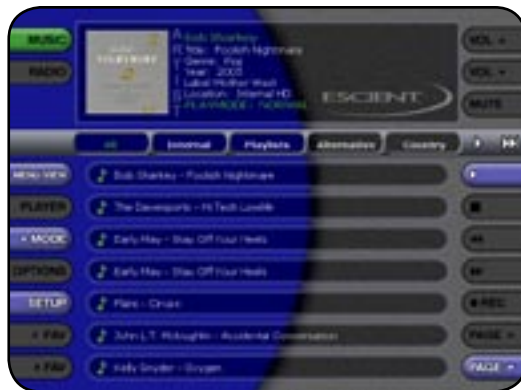 MUSIC
RADIO
ARTIST
Bob Sharkey
Title: Foolish Nightmare
Genre: Pop
Year: 2003
Label: Mother West
Location: Internal HD
PLAYMODE: NORMAL
ESCIENT
VOL +
VOL -
MUTE
All
Internal
Playlists
Alternative
Country
MENU VIEW
PLAYER
+ MODE
OPTIONS
SETUP
- FAV
+ FAV
Bob Sharkey - Foolish Nightmare
The Davenports - Hi Tech Lowlife
Early May - Stay Off Your Heels
Early May - Stay Off Your Heels
John L.T. - Accidental Conversation
Kelly Snyder - Oxygen
REC
PAGE -
PAGE +